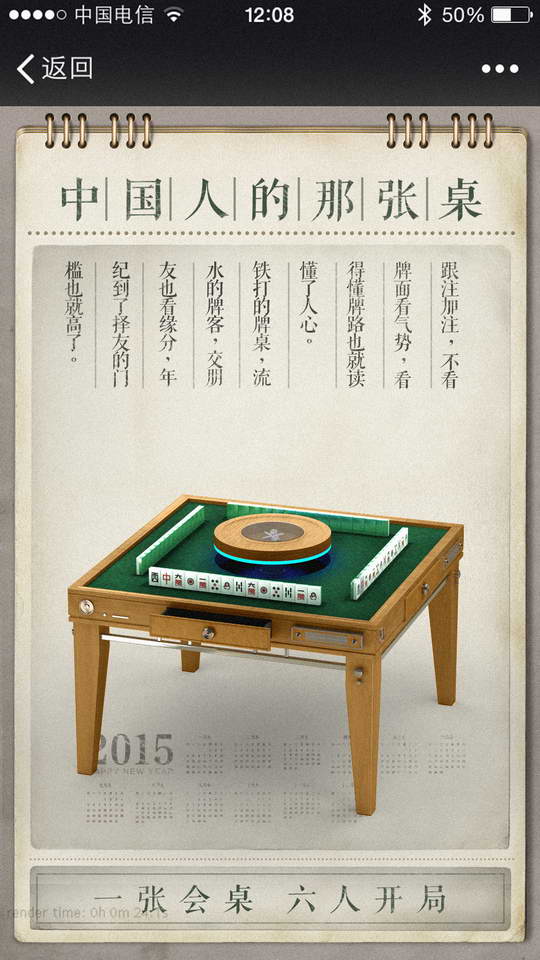 中国电信
12:08
50%
返回
中国人的那张桌
跟注加注，不看
牌面看气势，看
得懂牌路也就读
懂了人心。
铁打的牌桌，流
水的牌客，交朋
友也看缘分，年
纪到了择友的门
槛也就高了。
2015
HAPPY NEW YEAR
一张会桌 六人开局
render time: 0h 0m 24.1s